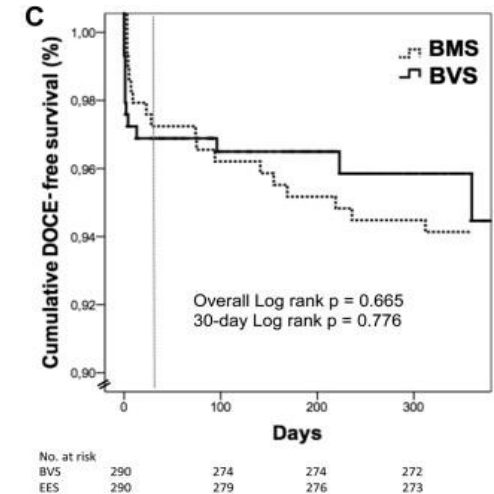 C
Cumulative DOCE-free survival (%)
1,00
0,98
0,96
0,94
0,92
0,90
BMS
BVS
Overall Log rank p = 0.665
30-day Log rank p = 0.776
0 100 200 300
Days
No. at risk
BVS 290 274 274 272
EES 290 279 276 273